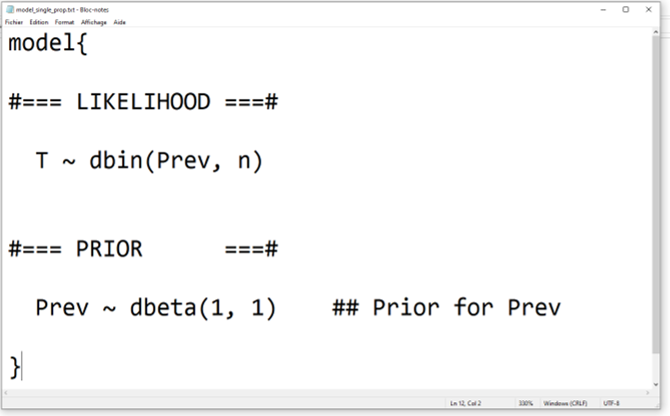 model_single_prop.txt - Bloc-notes
Fichier Edition Format Affichage Aide
model{
#=== LIKELIHOOD ===#
T ~ dbin(Prev, n)
#=== PRIOR ===#
Prev ~ dbeta(1, 1) ## Prior for Prev
}
Ln 12, Col 2 330% Windows (CRLF) UTF-8